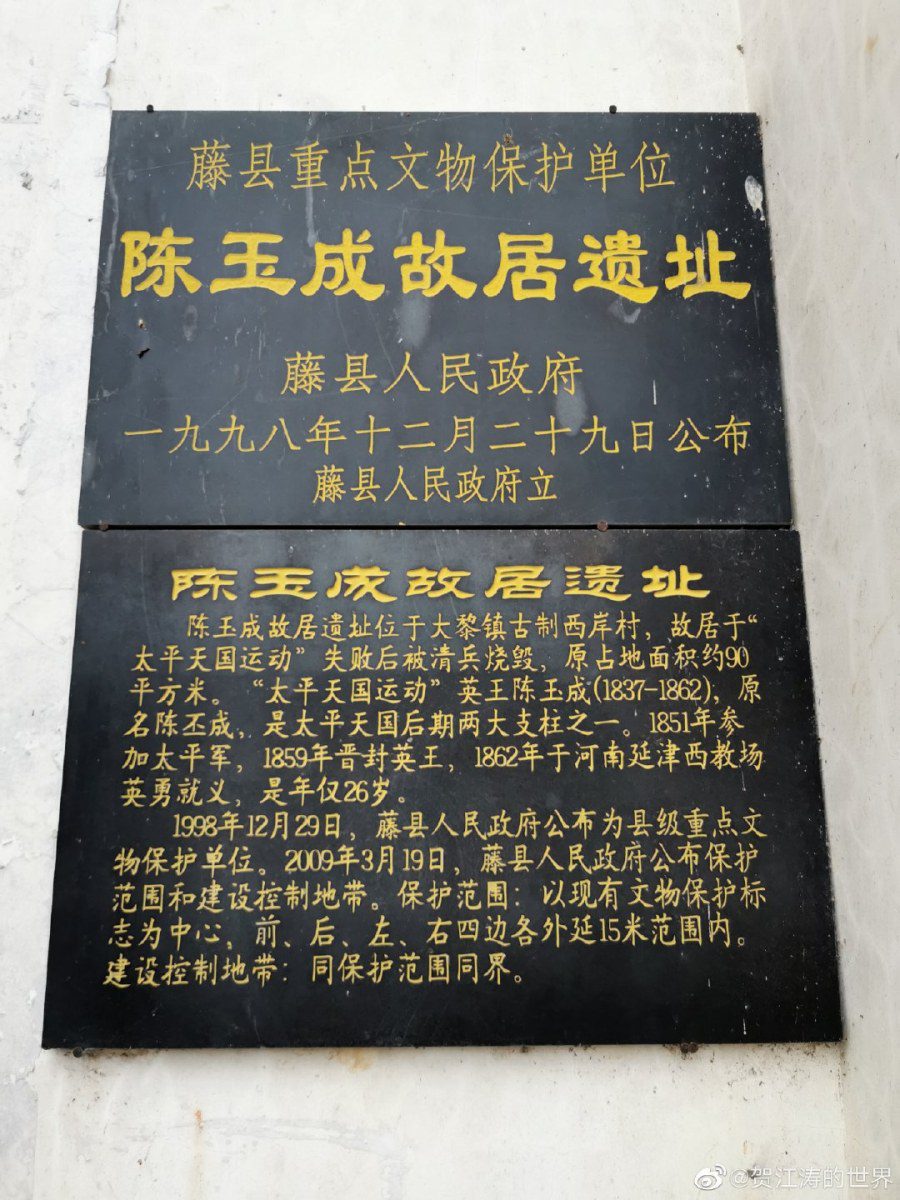 藤县重点文物保护单位
陈玉成故居遗址
藤县人民政府
一九九八年十二月二十九日公布
藤县人民政府立
陈玉成故居遗址
陈玉成故居遗址位于大黎镇古制西岸村，故居于“
太平天国运动”失败后被清兵烧毁，原占地面积约90
平方米。“太平天国运动”英王陈玉成(1837-1862)，原
名陈丕成，是太平天国后期两大支柱之一。1851年参
加太平军，1859年晋封英王，1862年于河南延津西教场
英勇就义，是年仅26岁。
1998年12月29日，藤县人民政府公布为县级重点文
物保护单位。2009年3月19日，藤县人民政府公布保护
范围和建设控制地带。保护范围：以现有文物保护标
志为中心，前、后、左、右四边各外延15米范围内。
建设控制地带：同保护范围同界。
@贺江涛的世界